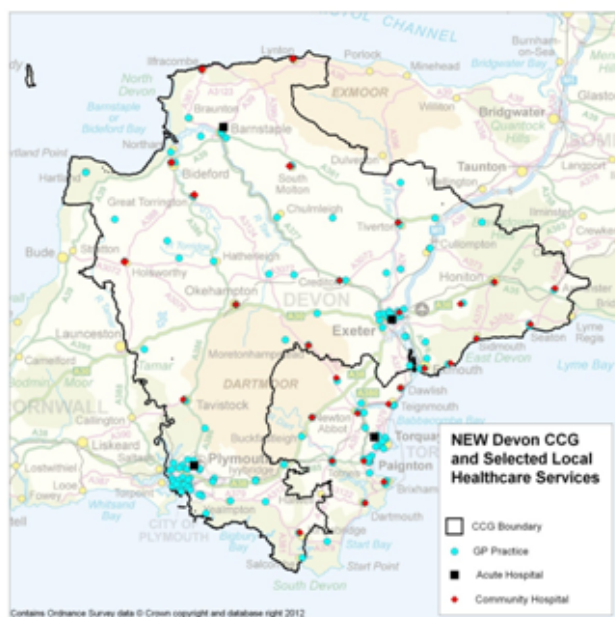 BRISTOL CHANNEL
Lynton
Porlock
Minehead
Burnham-
on-Sea
Ilfracombe
North
Devon
Bridgwater Bay
EXMOOR
Williton
Bridgwater
Quantock
Hills
Braunton
Barnstaple
Barnstaple or
Bideford Bay
Northam
Dulverton
Taunton
Langport
Hartland
Bideford
South
Molton
Wellington
Great Torrington
Chulmleigh
Tiverton
Ilminster
Bude
Stratton
Hatherleigh
Cullompton
Holsworthy
Crediton
Honiton
Axminster
Okehampton
DEVON
Exeter
Lyme
Regis
Launceston
Seaton
Sidmouth
Moretonhampstead
East Devon
Lyme Bay
Camelford
Tamar
Exmouth
Bodmin Moor
DARTMOOR
Dawlish
CORNWALL
Tavistock
Teignmouth
Newton
Abbot
Babbacombe Bay
Callington
Liskeard
Buckfastleigh
Torquay
Saltash
Plymouth
Ivybridge
Paignton
Lostwithiel
Totnes
Looe
Torpoint
Brixham
Fowey
Whitsand
Bay
CITY OF
PLYMOUTH
Dartmouth
Bigbury
Bay
Start Bay
Salcombe
Start Point
South Devon
NEW Devon CCG
and Selected Local
Healthcare Services
CCG Boundary
GP Practice
Acute Hospital
Community Hospital
Contains Ordnance Survey data © Crown copyright and database right 2012